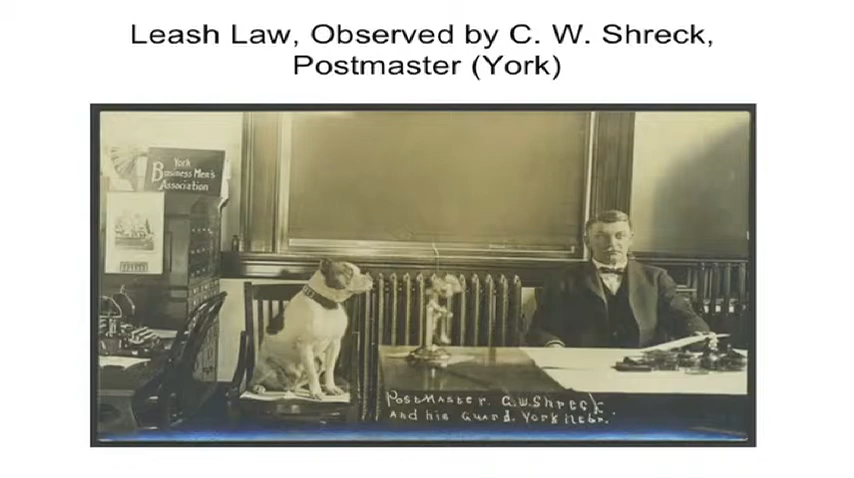 Leash Law, Observed by C. W. Shreck,
Postmaster (York)
York
Business Men's
Association
PostMaster. C.W.Shreck
And his Guard. York Nebr.